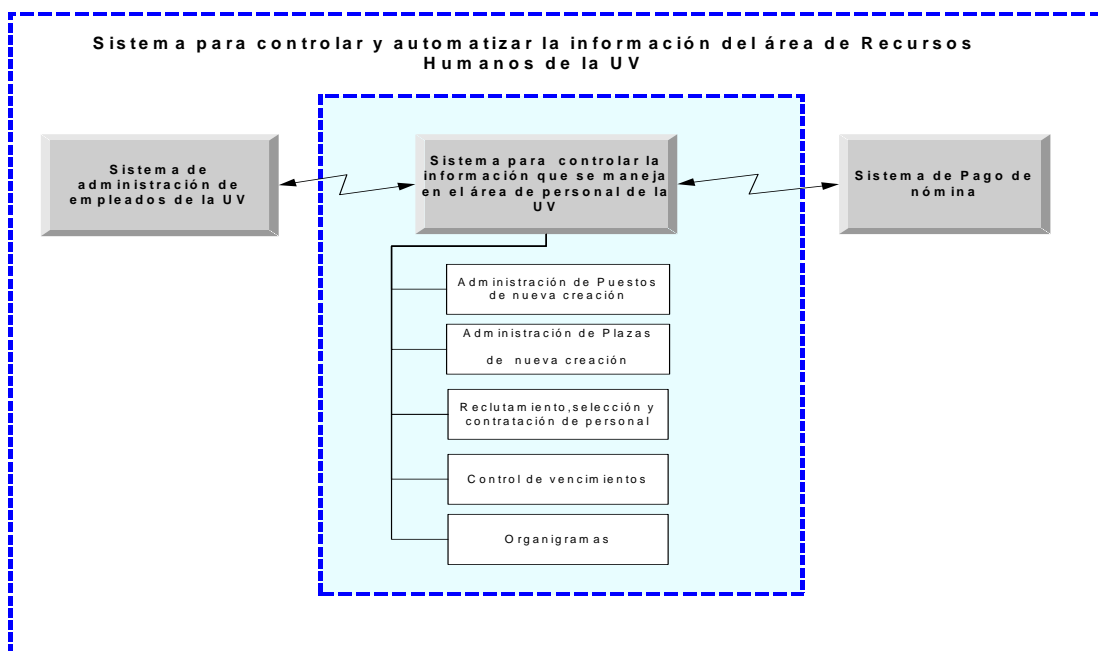 Sistema para controlar y automatizar la información del área de Recursos
Humanos de la UV
Sistema de
administración de
empleados de la UV
Sistema para controlar la
información que se maneja
en el área de personal de la
UV
Sistema de Pago de
nómina
Administración de Puestos
de nueva creación
Administración de Plazas
de nueva creación
Reclutamiento,selección y
contratación de personal
Control de vencimientos
Organigramas